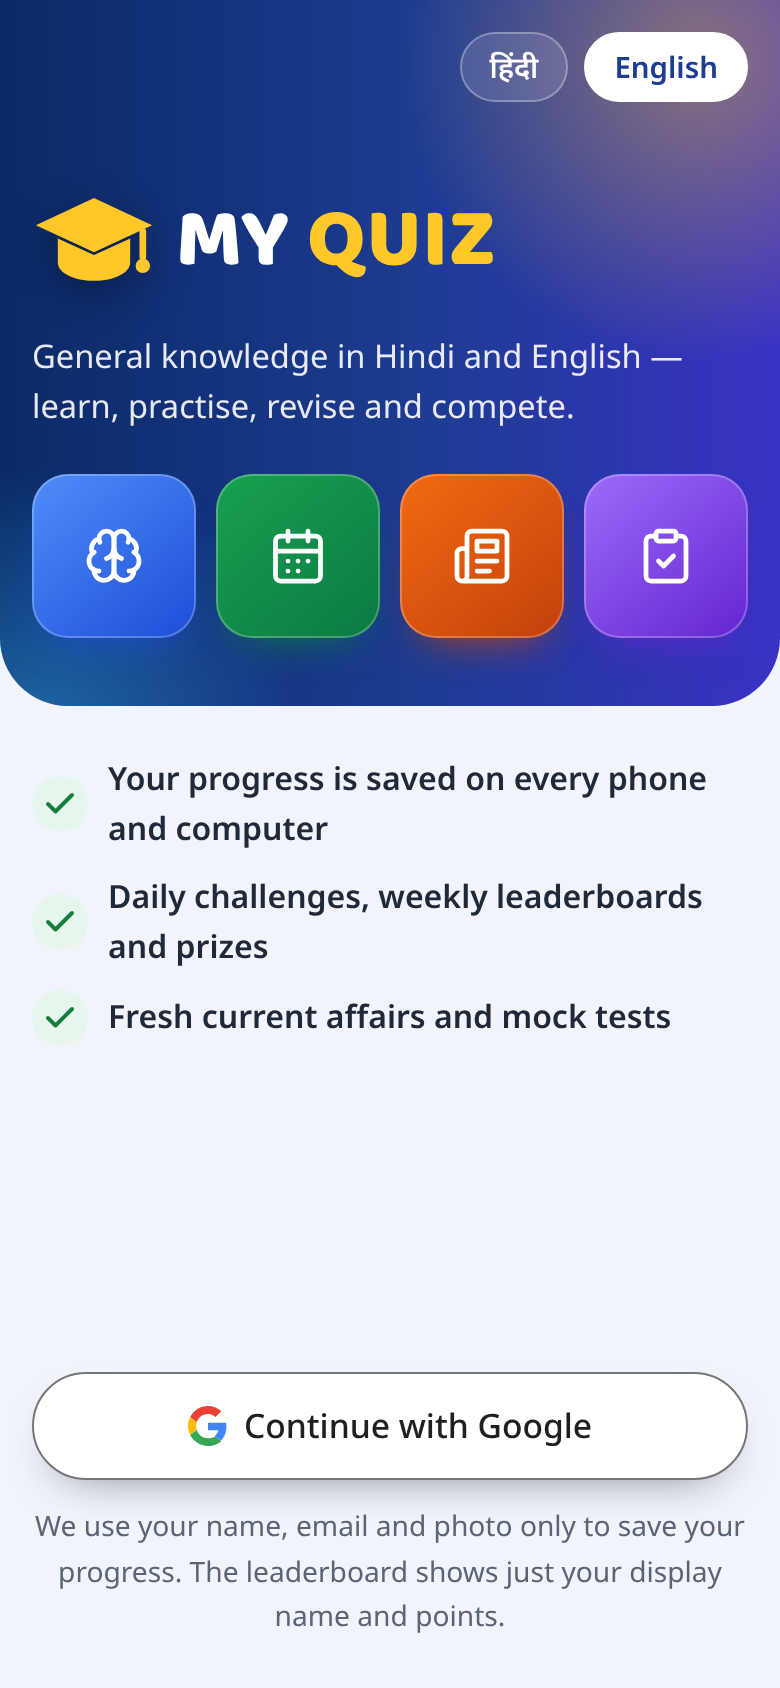 हिंदी English
MY QUIZ
General knowledge in Hindi and English —
learn, practise, revise and compete.
Your progress is saved on every phone
and computer
Daily challenges, weekly leaderboards
and prizes
Fresh current affairs and mock tests
Continue with Google
We use your name, email and photo only to save your
progress. The leaderboard shows just your display
name and points.